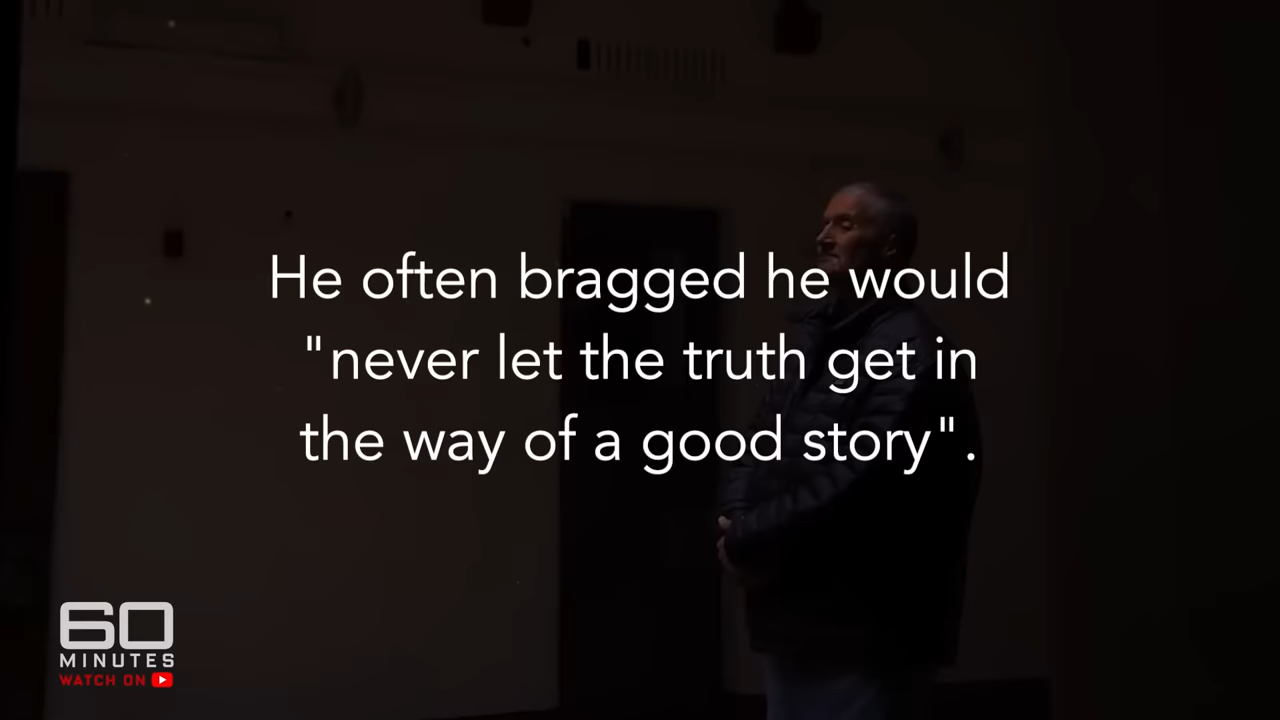 He often bragged he would
"never let the truth get in
the way of a good story".
60
MINUTES
WATCH ON